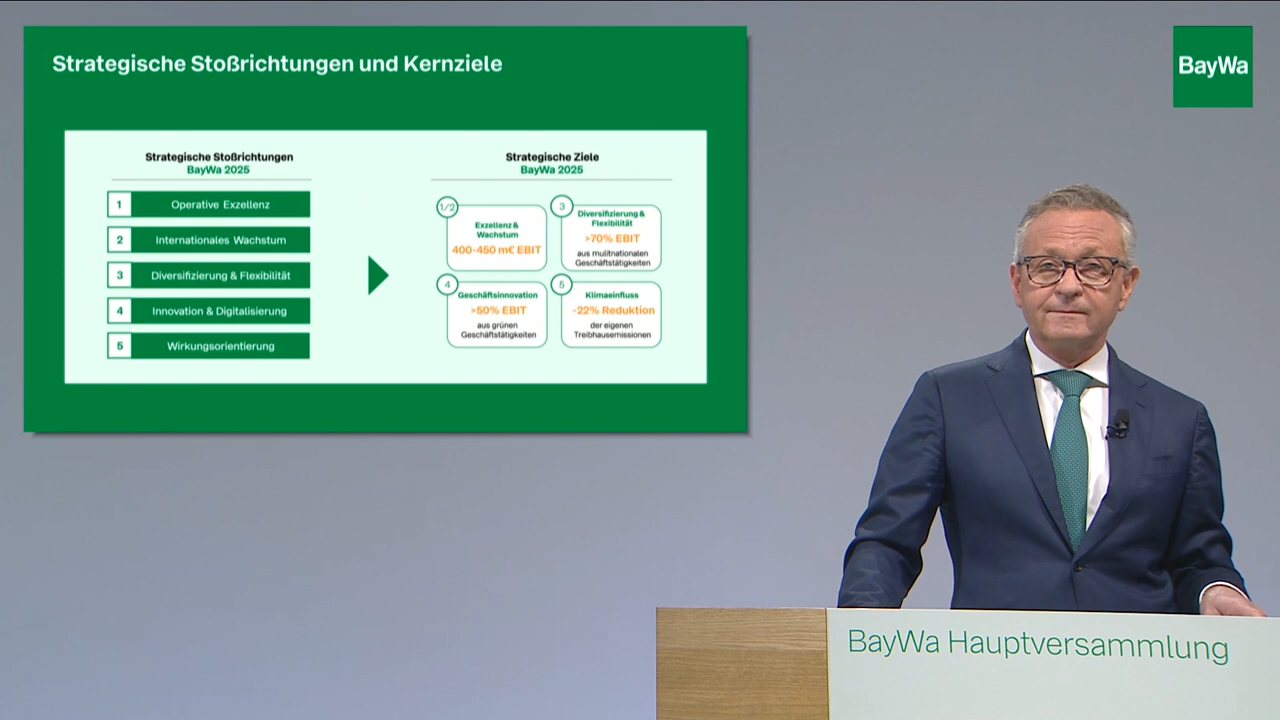 Strategische Stoßrichtungen und Kernziele
BayWa
Strategische Stoßrichtungen
BayWa 2025
1 Operative Exzellenz
2 Internationales Wachstum
3 Diversifizierung & Flexibilität
4 Innovation & Digitalisierung
5 Wirkungsorientierung
Strategische Ziele
BayWa 2025
1/2
Exzellenz &
Wachstum
400-450 m€ EBIT
3
Diversifizierung &
Flexibilität
>70% EBIT
aus mulitnationalen
Geschäftstätigkeiten
4
Geschäftsinnovation
>50% EBIT
aus grünen
Geschäftstätigkeiten
5
Klimaeinfluss
-22% Reduktion
der eigenen
Treibhausemissionen
BayWa Hauptversammlung